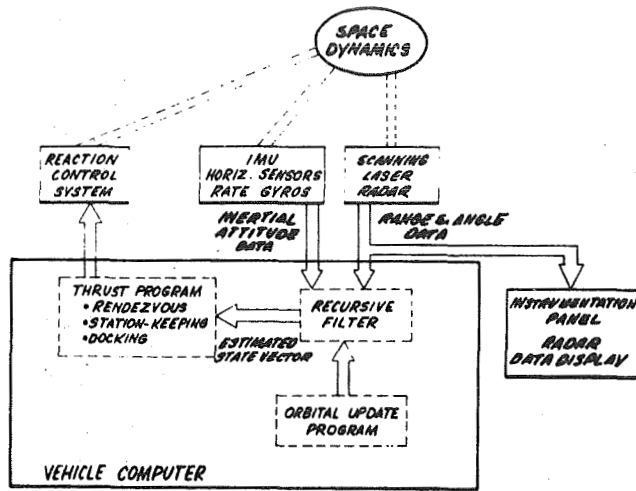 SPACE
DYNAMICS
REACTION
CONTROL
SYSTEM
IMU
HORIZ. SENSORS
RATE GYROS
SCANNING
LASER
RADAR
INERTIAL
ATTITUDE
DATA
RANGE & ANGLE
DATA
THRUST PROGRAM
• RENDEZVOUS
• STATION-KEEPING
• DOCKING
ESTIMATED
STATE VECTOR
RECURSIVE
FILTER
INSTRUMENTATION
PANEL
RADAR
DATA DISPLAY
ORBITAL UPDATE
PROGRAM
VEHICLE COMPUTER